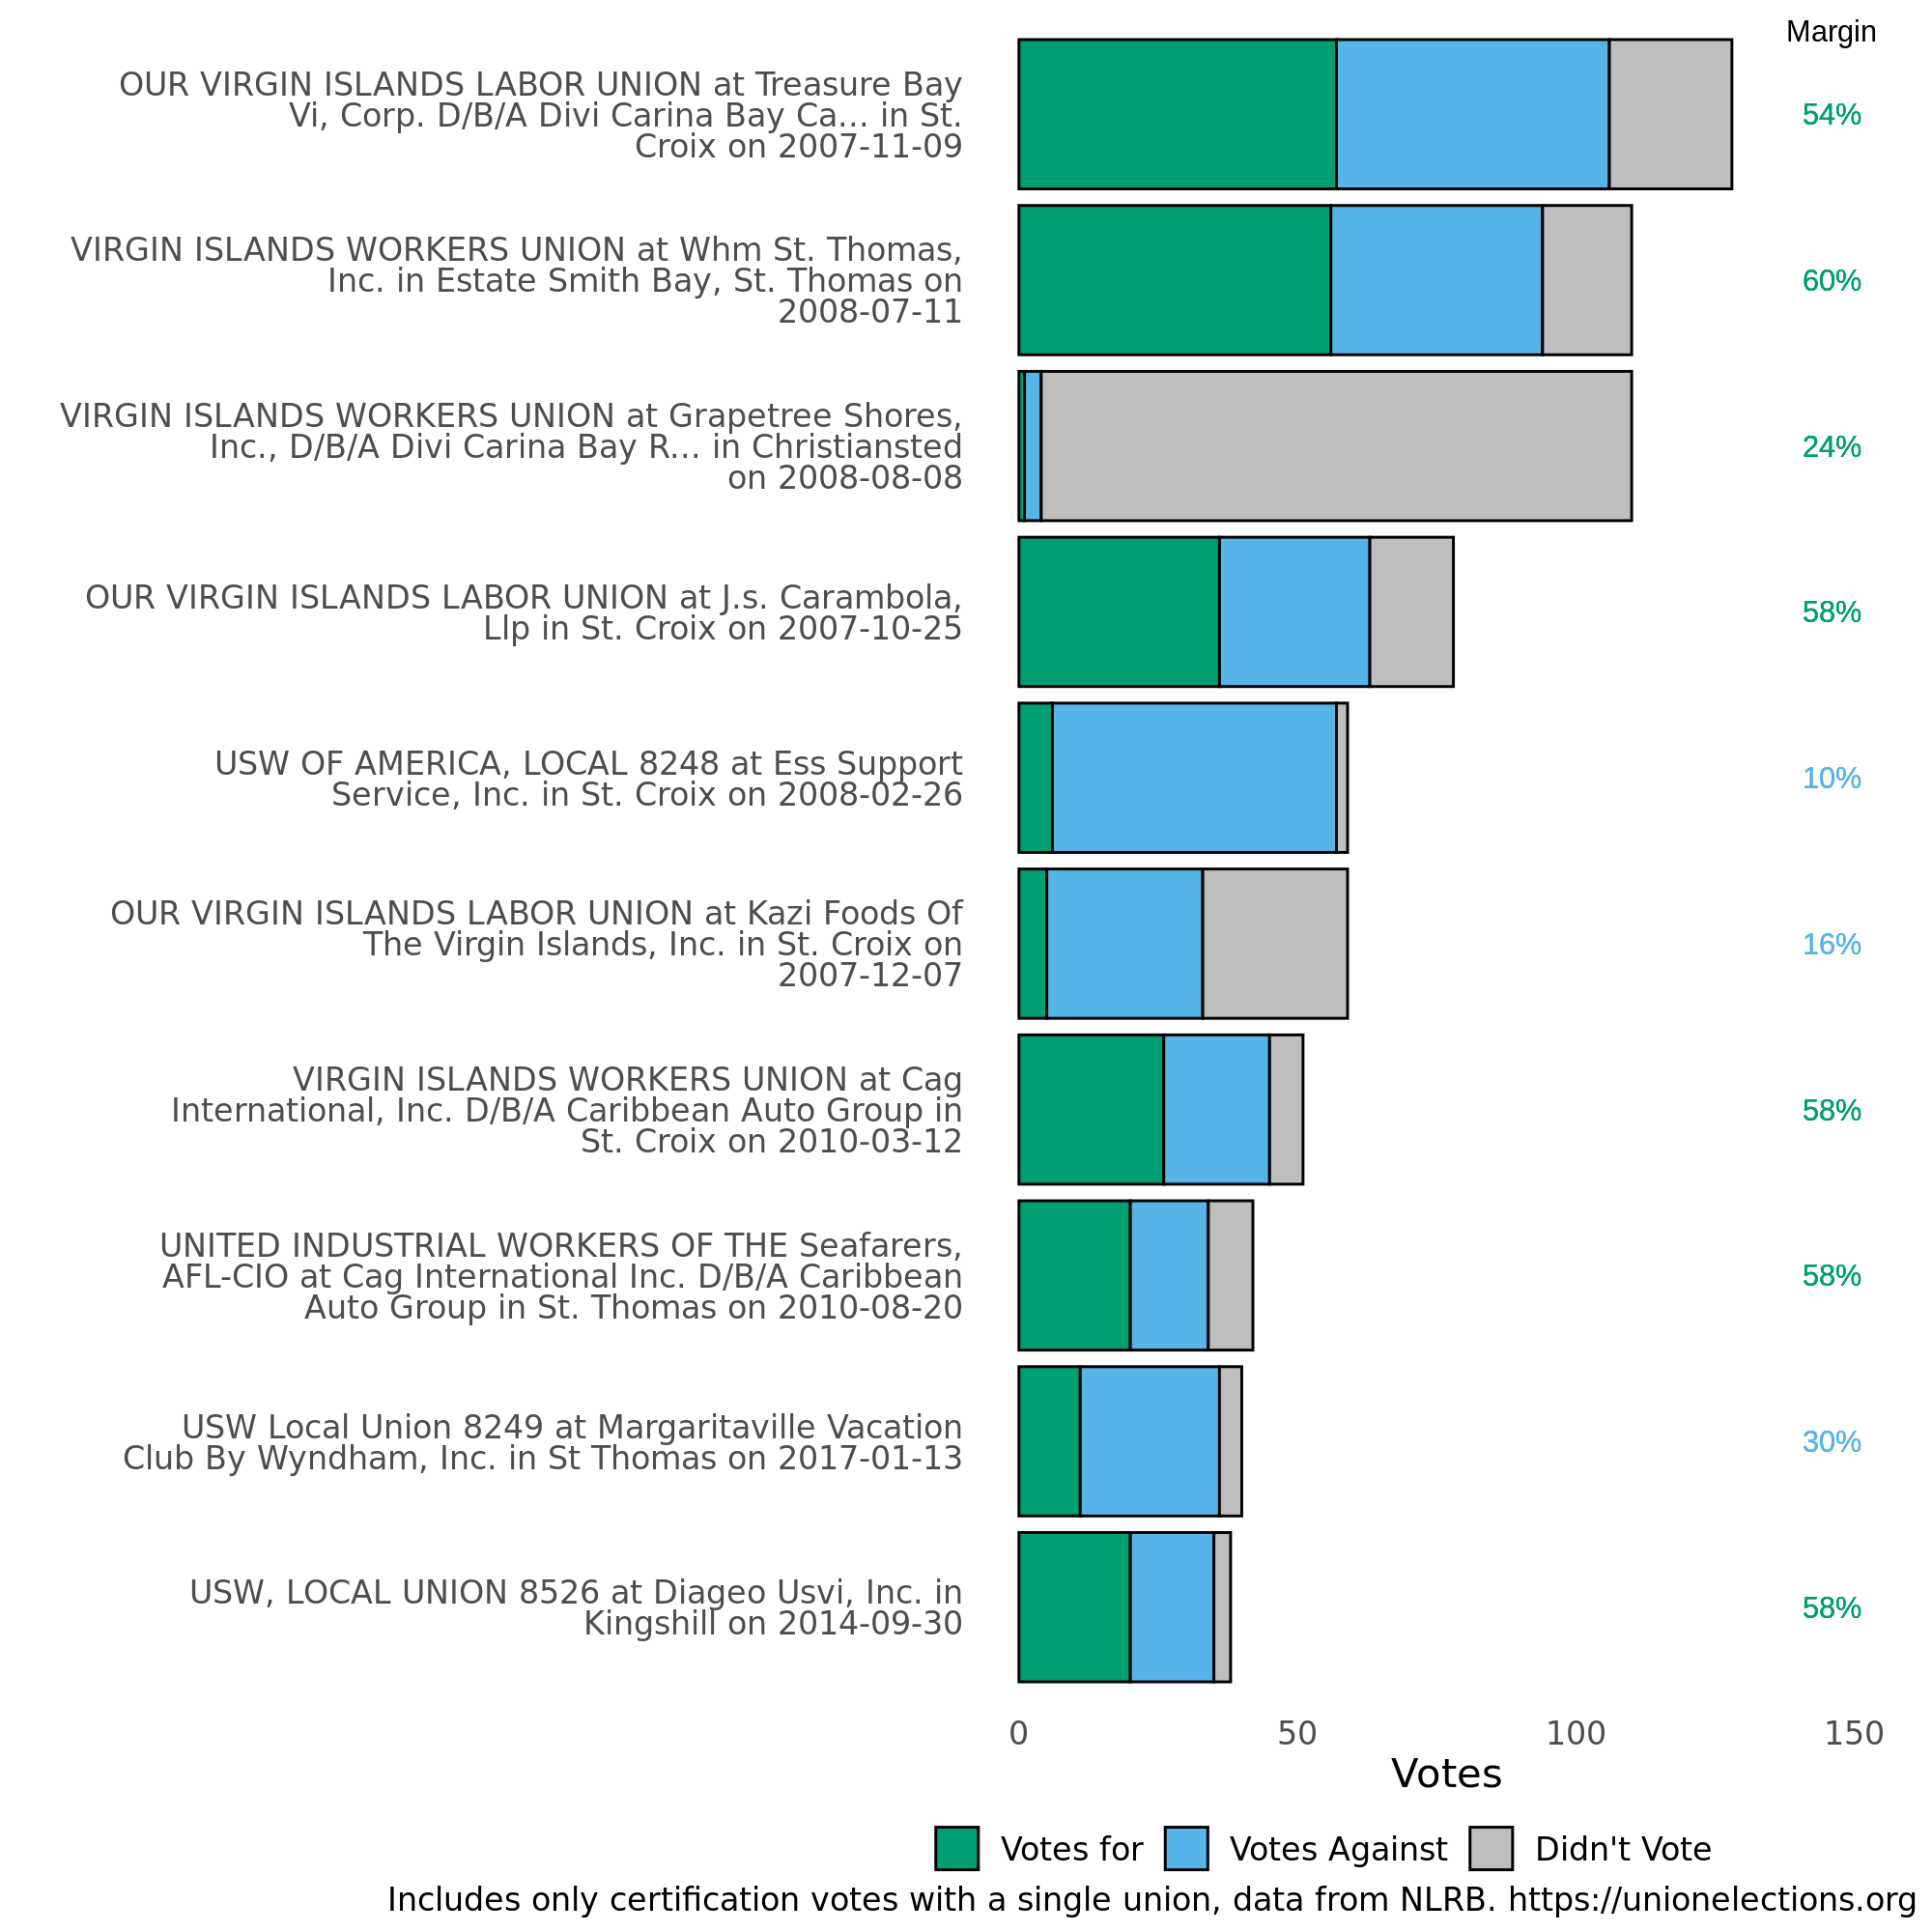 Margin
OUR VIRGIN ISLANDS LABOR UNION at Treasure Bay
Vi, Corp. D/B/A Divi Carina Bay Ca... in St.
Croix on 2007-11-09
54%
VIRGIN ISLANDS WORKERS UNION at Whm St. Thomas,
Inc. in Estate Smith Bay, St. Thomas on
2008-07-11
60%
VIRGIN ISLANDS WORKERS UNION at Grapetree Shores,
Inc., D/B/A Divi Carina Bay R... in Christiansted
on 2008-08-08
24%
OUR VIRGIN ISLANDS LABOR UNION at J.s. Carambola,
Llp in St. Croix on 2007-10-25
58%
USW OF AMERICA, LOCAL 8248 at Ess Support
Service, Inc. in St. Croix on 2008-02-26
10%
OUR VIRGIN ISLANDS LABOR UNION at Kazi Foods Of
The Virgin Islands, Inc. in St. Croix on
2007-12-07
16%
VIRGIN ISLANDS WORKERS UNION at Cag
International, Inc. D/B/A Caribbean Auto Group in
St. Croix on 2010-03-12
58%
UNITED INDUSTRIAL WORKERS OF THE Seafarers,
AFL-CIO at Cag International Inc. D/B/A Caribbean
Auto Group in St. Thomas on 2010-08-20
58%
USW Local Union 8249 at Margaritaville Vacation
Club By Wyndham, Inc. in St Thomas on 2017-01-13
30%
USW, LOCAL UNION 8526 at Diageo Usvi, Inc. in
Kingshill on 2014-09-30
58%
0 50 100 150
Votes
Votes for Votes Against Didn't Vote
Includes only certification votes with a single union, data from NLRB. https://unionelections.org